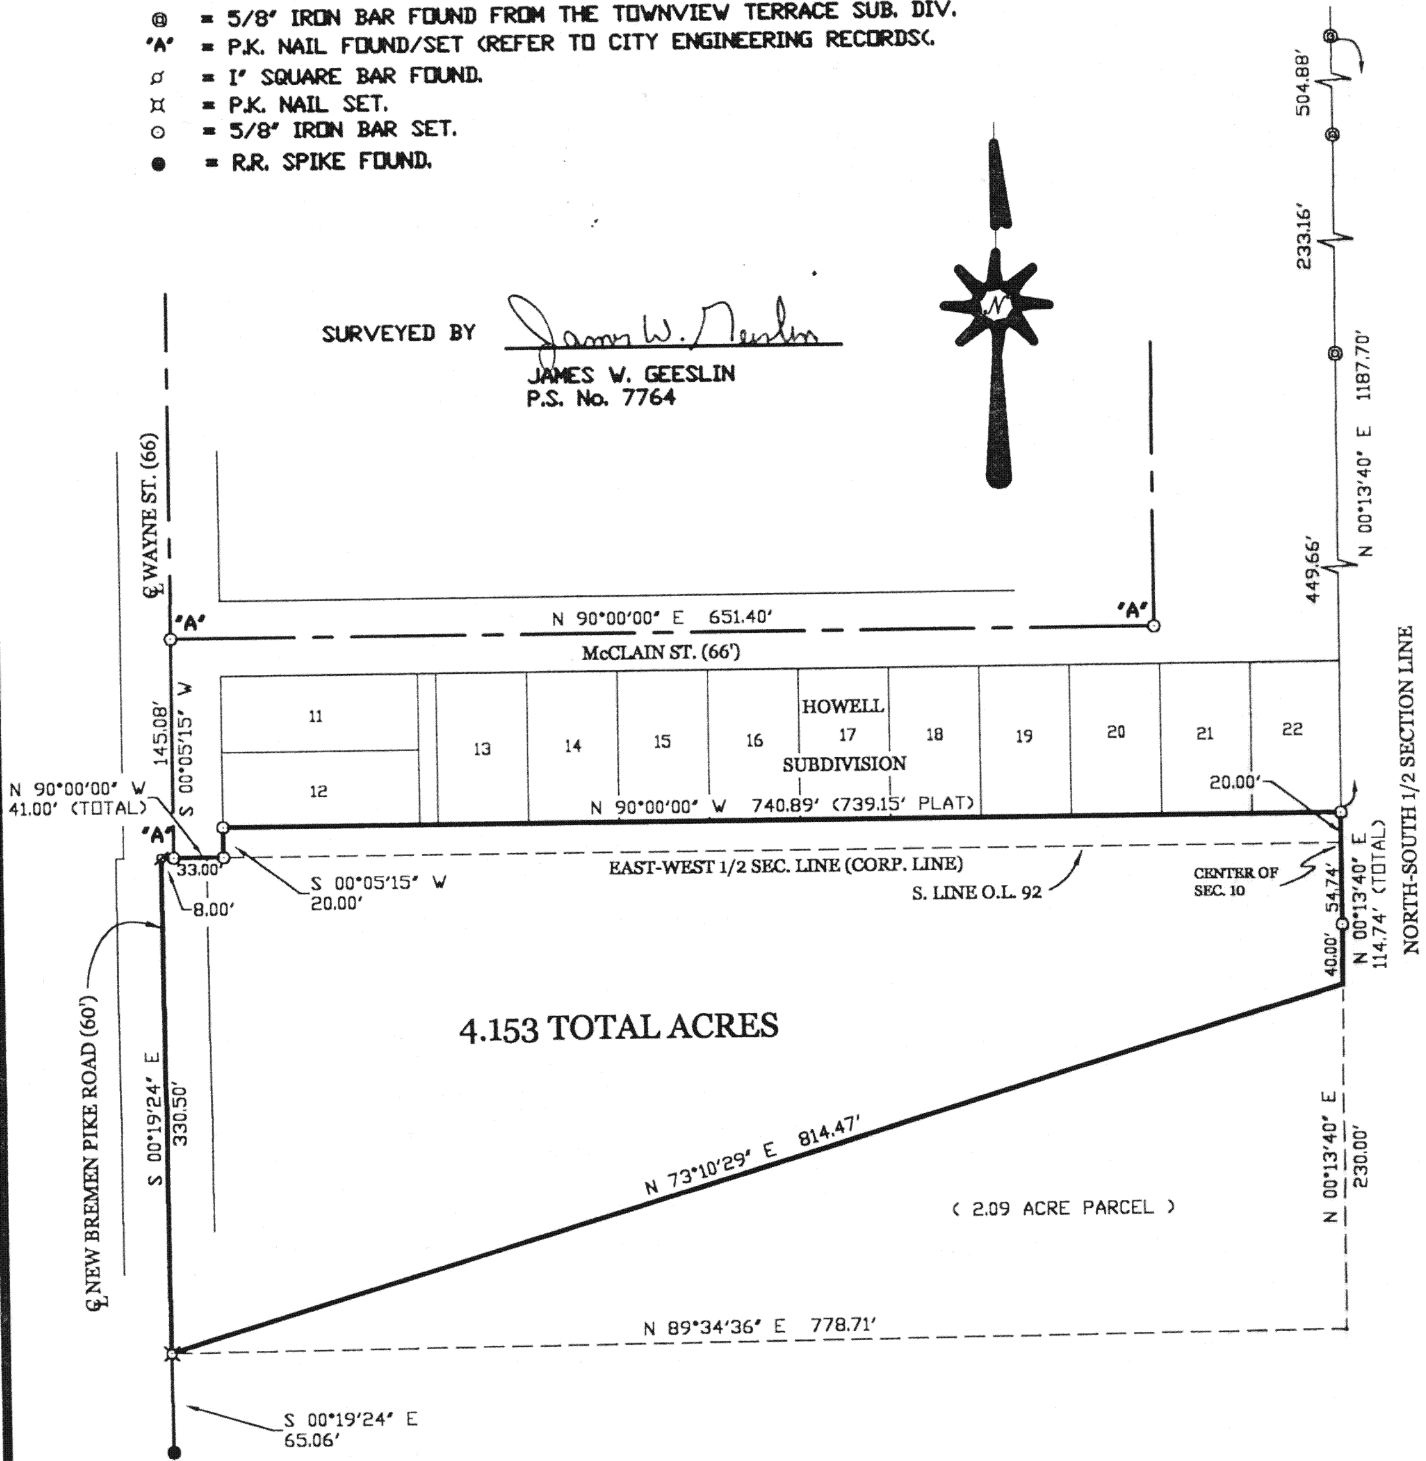 = 5/8" IRON BAR FOUND FROM THE TOWNVIEW TERRACE SUB. DIV.
"A" = P.K. NAIL FOUND/SET (REFER TO CITY ENGINEERING RECORDS(.
= 1" SQUARE BAR FOUND.
= P.K. NAIL SET.
= 5/8" IRON BAR SET.
= R.R. SPIKE FOUND.
504.88'
233.16'
N
SURVEYED BY James W. Geeslin
JAMES W. GEESLIN
P.S. No. 7764
N 00°13'40" E 1187.70'
449.66'
℄ WAYNE ST. (66)
"A"
N 90°00'00" E 651.40'
"A"
McCLAIN ST. (66')
145.08'
S 00°05'15" W
11
12
13
14
15
16
HOWELL
17
SUBDIVISION
18
19
20
21
22
NORTH-SOUTH 1/2 SECTION LINE
N 90°00'00" W
41.00' (TOTAL)
N 90°00'00" W 740.89' (739.15' PLAT)
20.00'
"A"
33.00'
8.00'
S 00°05'15" W
20.00'
EAST-WEST 1/2 SEC. LINE (CORP. LINE)
S. LINE O.L. 92
CENTER OF
SEC. 10
54.74'
40.00'
N 00°13'40" E
114.74' (TOTAL)
4.153 TOTAL ACRES
℄ NEW BREMEN PIKE ROAD (60')
S 00°19'24" E
330.50'
N 73°10'29" E 814.47'
( 2.09 ACRE PARCEL )
N 00°13'40" E
230.00'
N 89°34'36" E 778.71'
S 00°19'24" E
65.06'